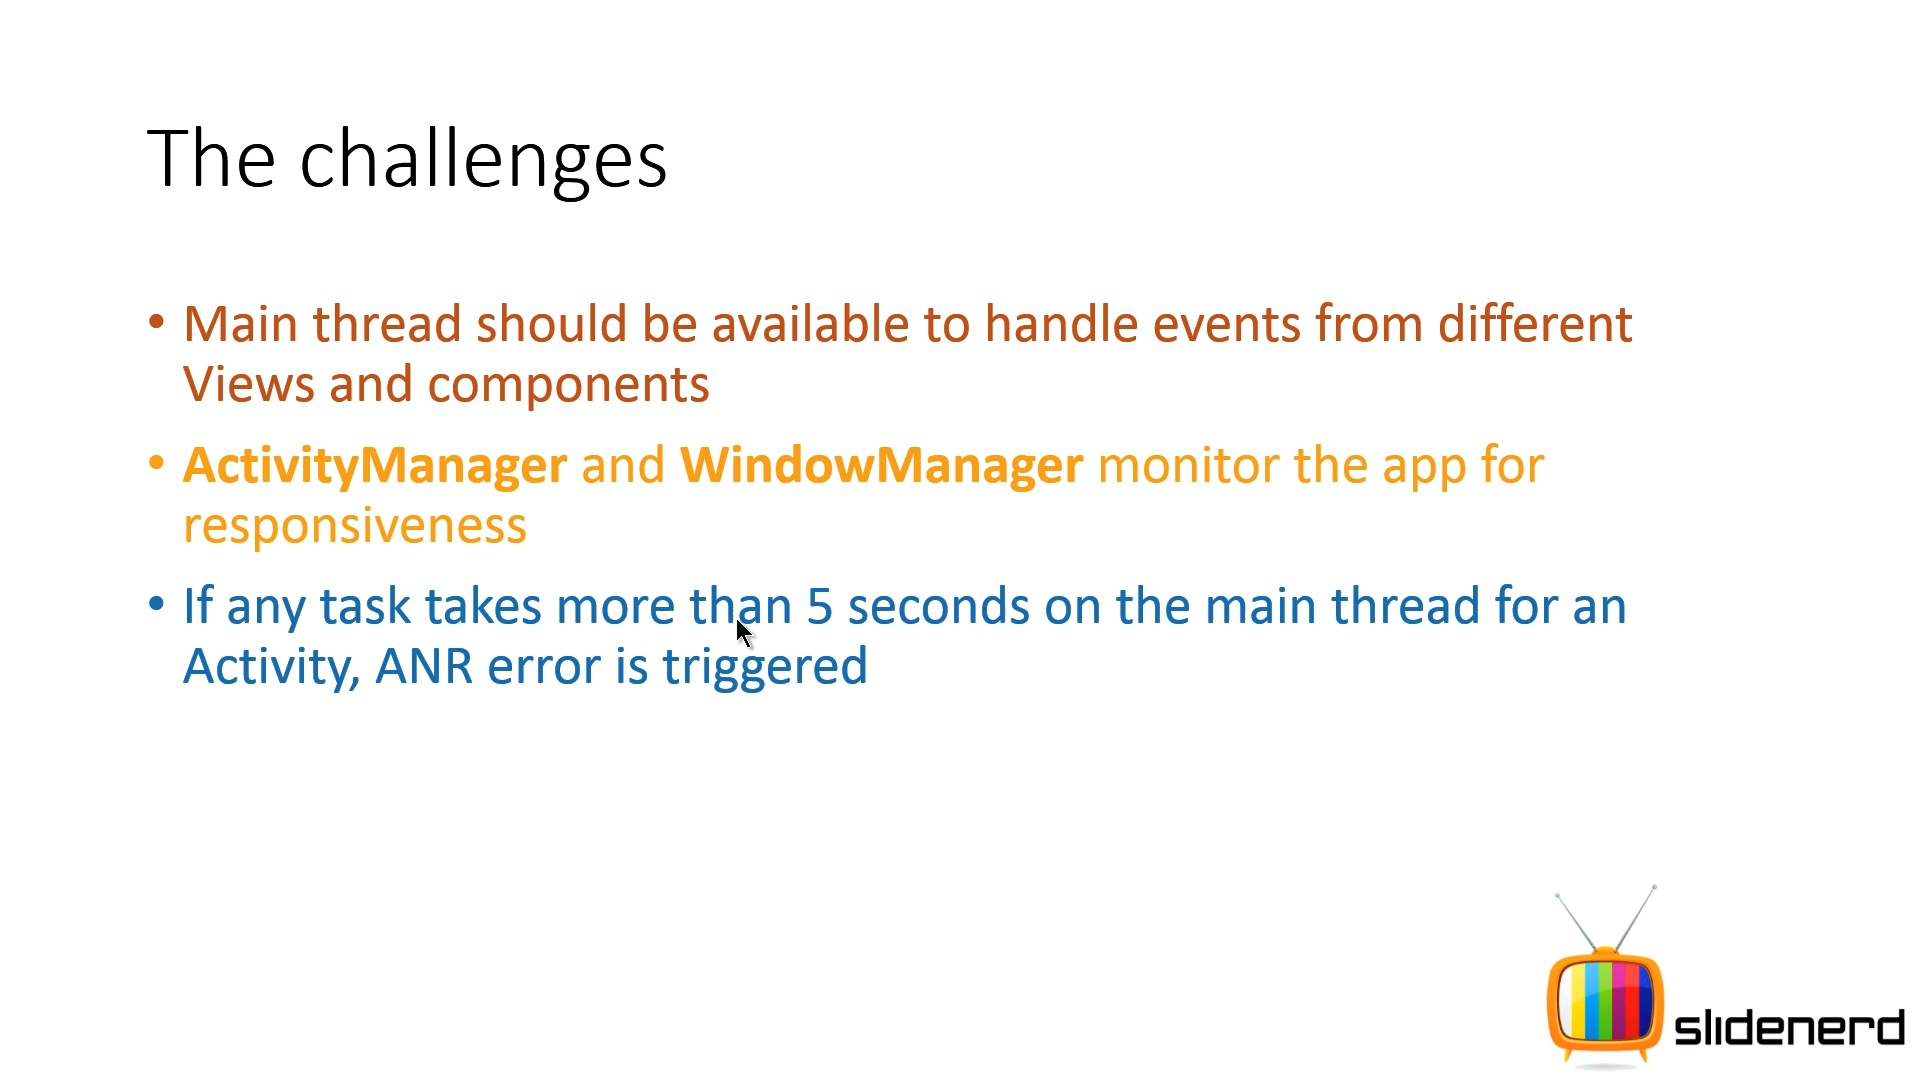 The challenges
• Main thread should be available to handle events from different
Views and components
• ActivityManager and WindowManager monitor the app for
responsiveness
• If any task takes more than 5 seconds on the main thread for an
Activity, ANR error is triggered
slidenerd